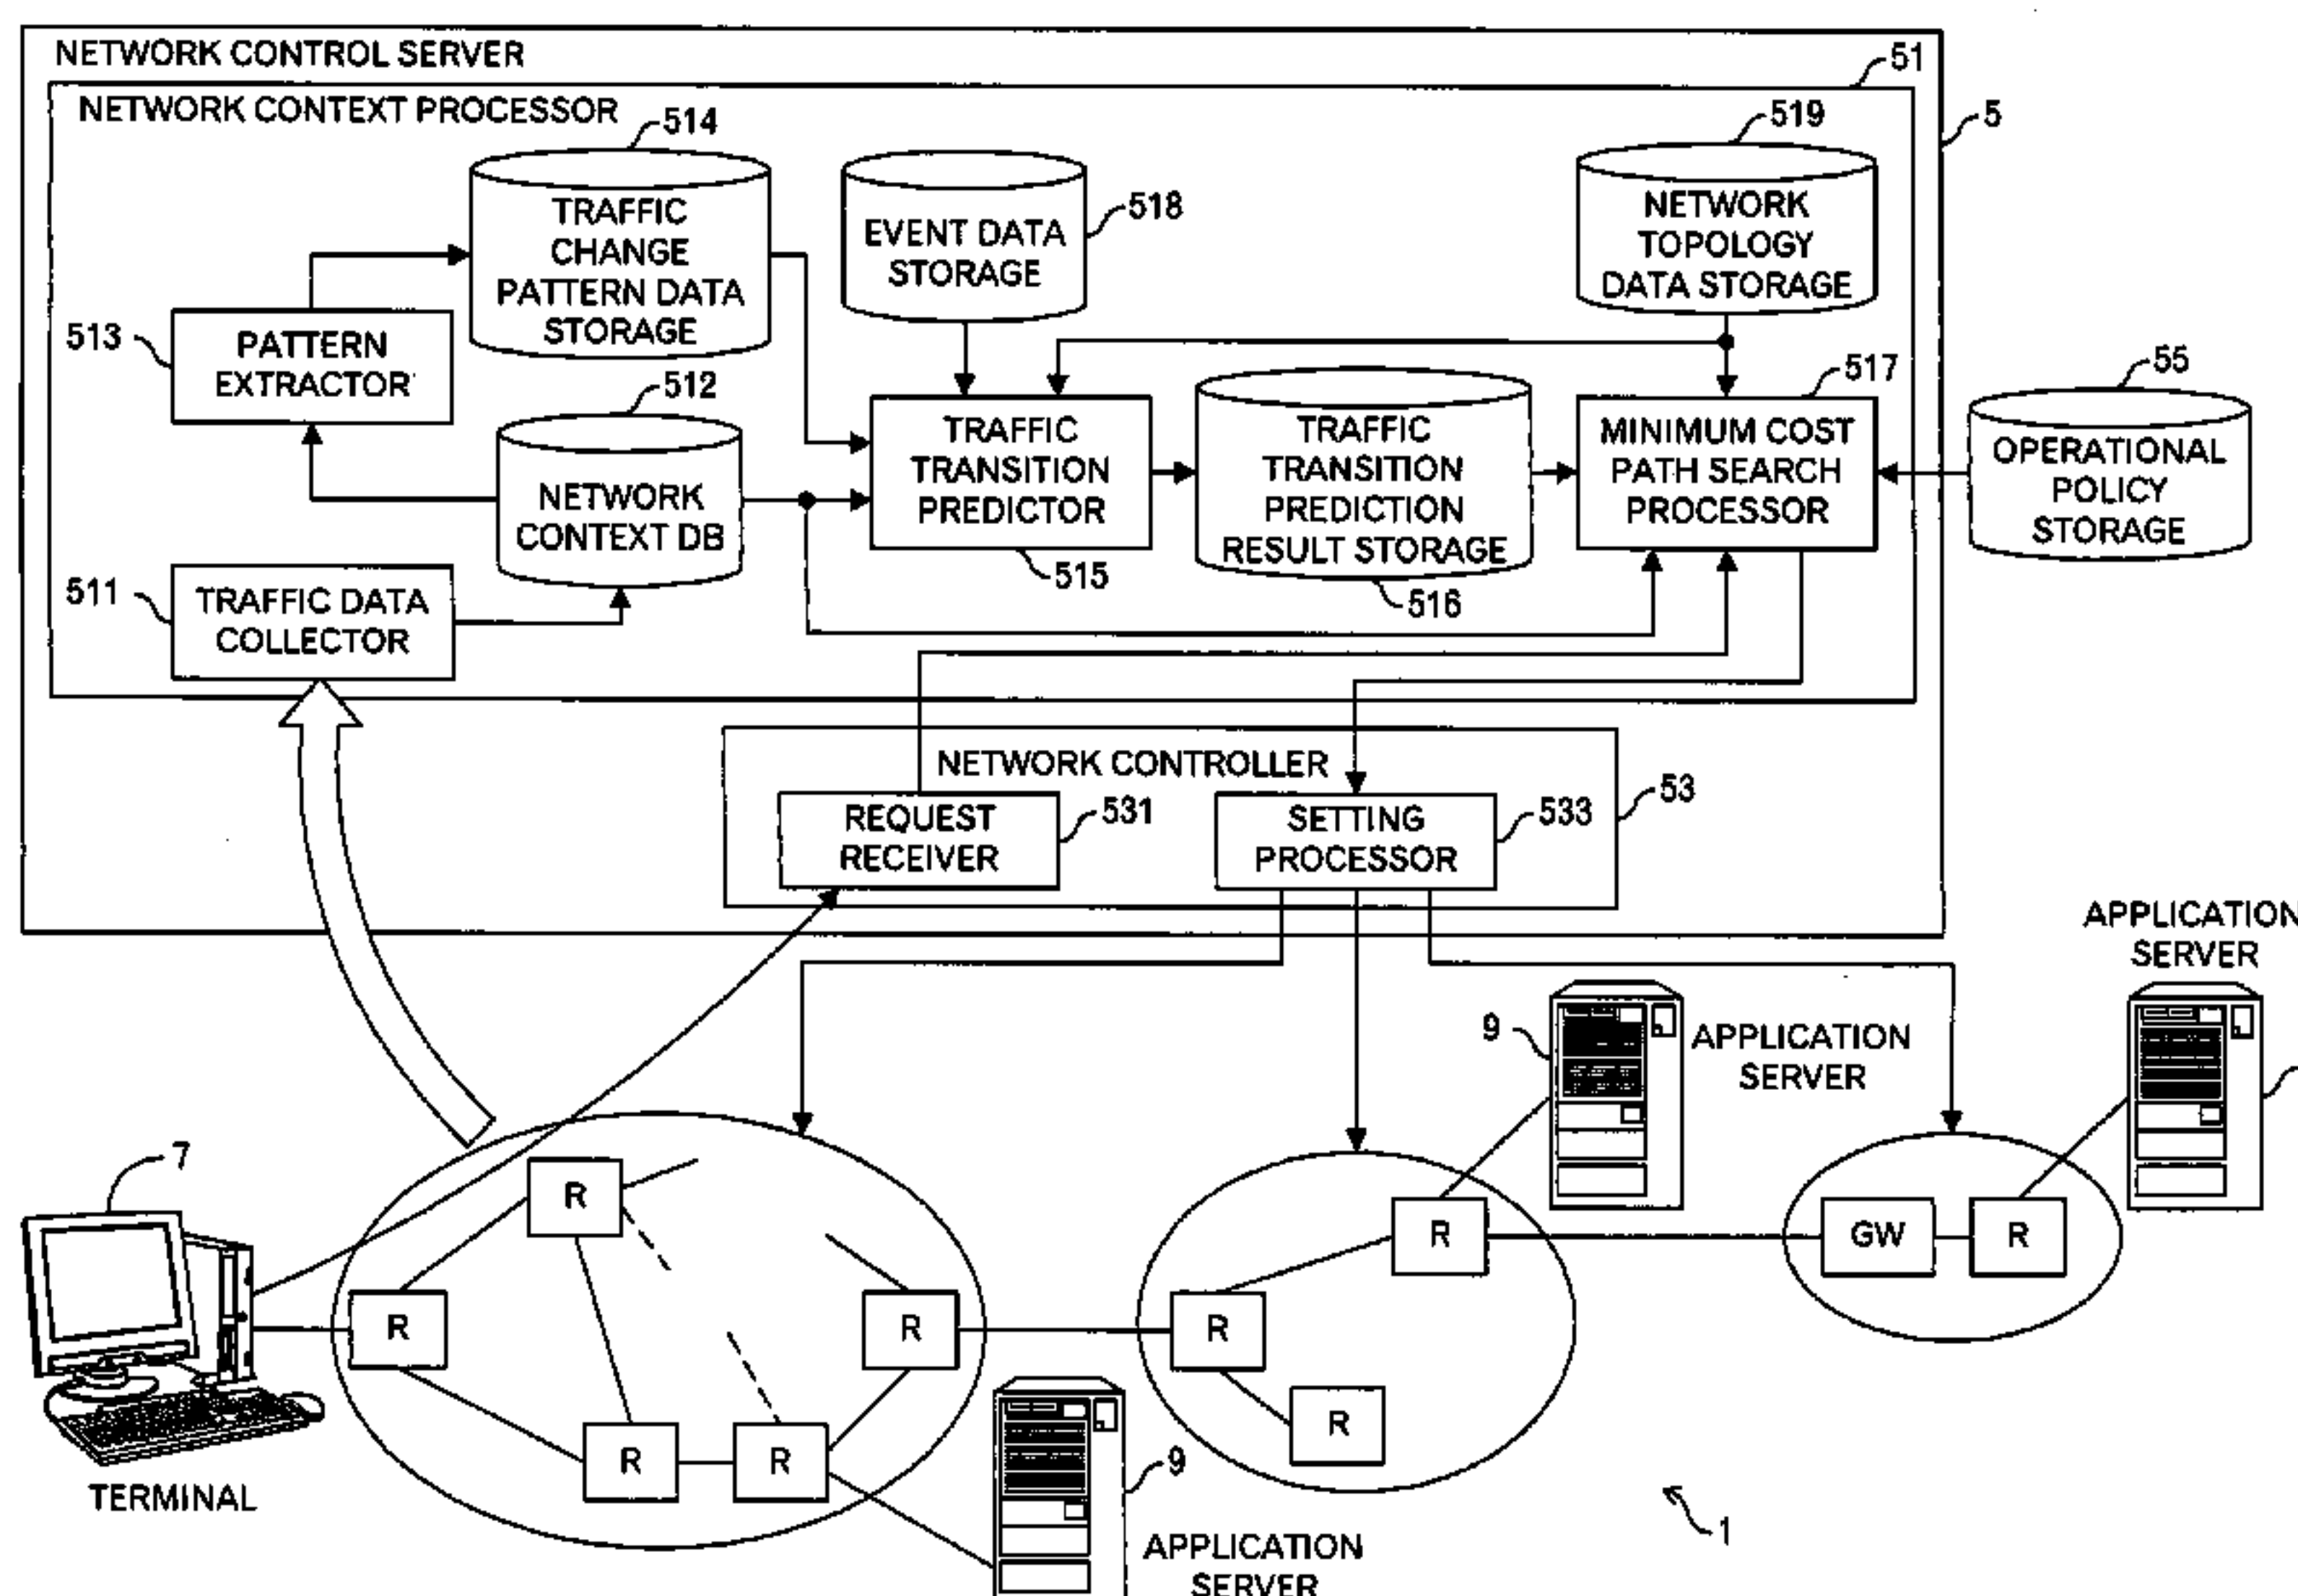 NETWORK CONTROL SERVER
51
NETWORK CONTEXT PROCESSOR
514
519
5
TRAFFIC
CHANGE
PATTERN DATA
STORAGE
EVENT DATA
STORAGE
518
NETWORK
TOPOLOGY
DATA STORAGE
513
PATTERN
EXTRACTOR
512
517
55
NETWORK
CONTEXT DB
TRAFFIC
TRANSITION
PREDICTOR
TRAFFIC
TRANSITION
PREDICTION
RESULT STORAGE
MINIMUM COST
PATH SEARCH
PROCESSOR
OPERATIONAL
POLICY
STORAGE
511
TRAFFIC DATA
COLLECTOR
515
516
NETWORK CONTROLLER
REQUEST
RECEIVER
531
SETTING
PROCESSOR
533
53
APPLICATION
SERVER
9
APPLICATION
SERVER
7
R
R
GW
R
R
R
R
R
R
R
TERMINAL
9
APPLICATION
SERVER
1